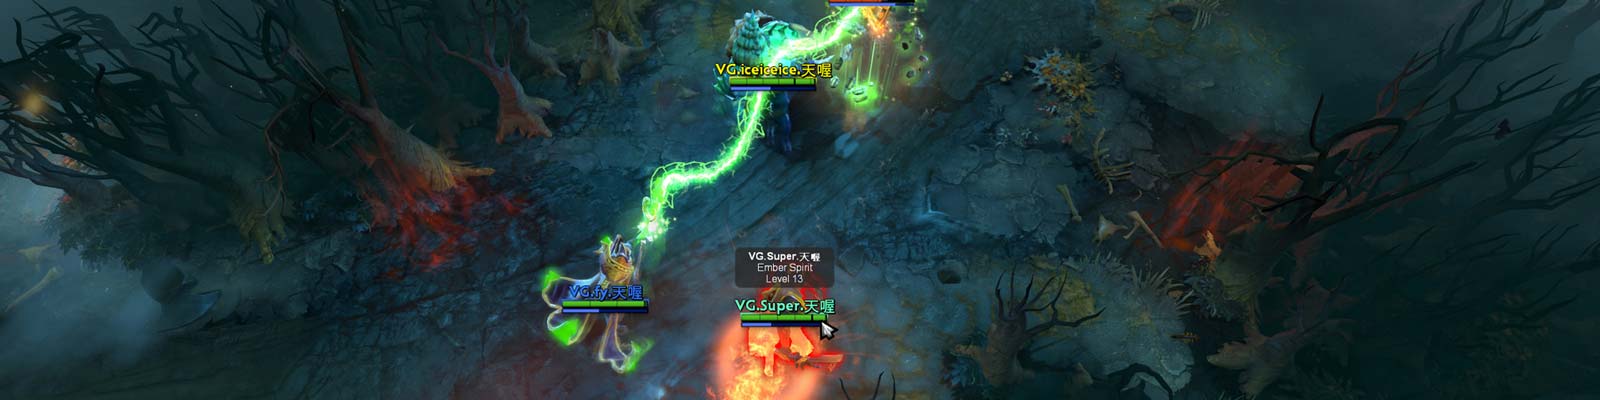 VG.iceiceice.天喔
VG.fy.天喔
VG.Super.天喔
Ember Spirit
Level 13
VG.Super.天喔